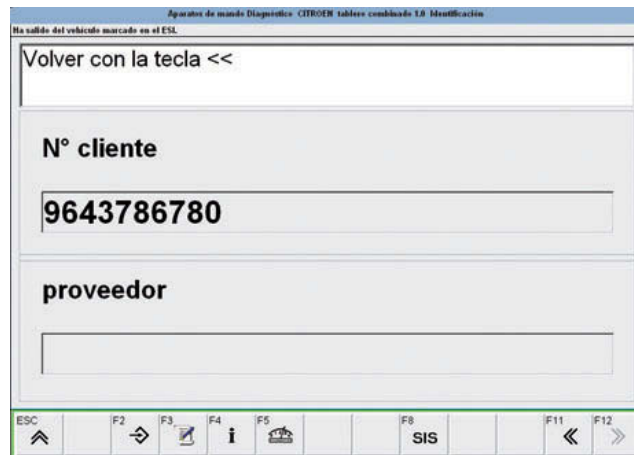 Aparatos de mando Diagnóstico CITROEN tablero combinado 1.0 Identificación
Ha salido del vehículo marcado en el ESI.
Volver con la tecla <<
N° cliente
9643786780
proveedor
ESC F2 F3 F4 F5 F8 F11 F12
i SIS